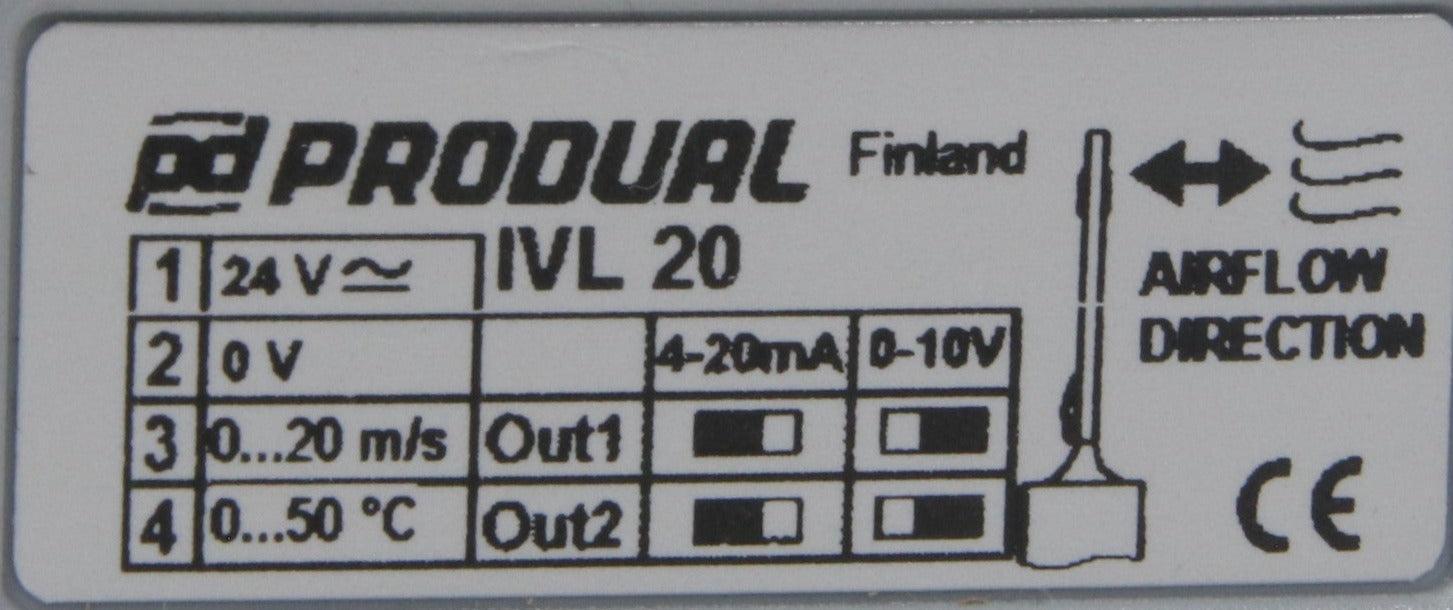 pd PRODUAL Finland
IVL 20
1 24 V
2 0 V 4-20mA 0-10V
3 0...20 m/s Out1
4 0...50 °C Out2
AIRFLOW
DIRECTION
CE